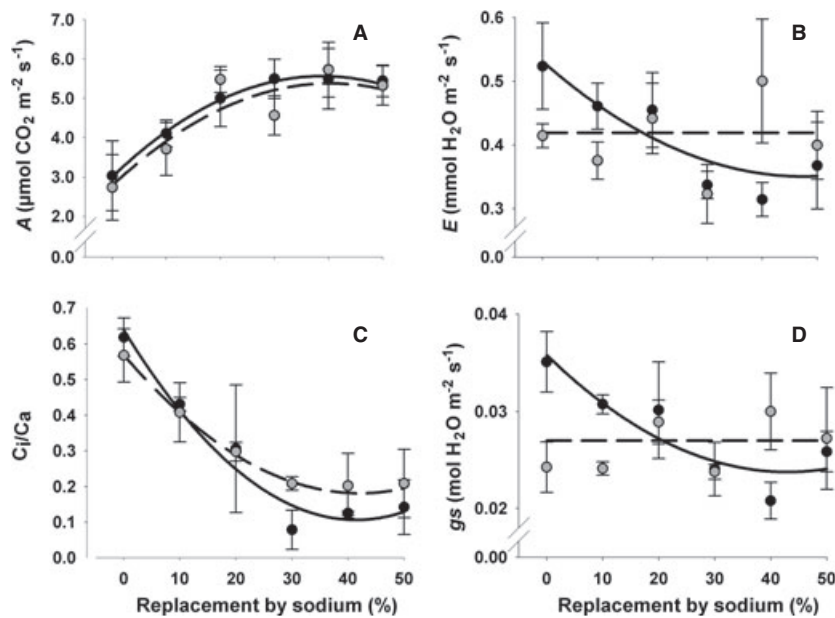 A
B
7.0
6.0
5.0
4.0
3.0
2.0
0.0
A (µmol CO2 m-2 s-1)
0.6
0.5
0.4
0.3
0.0
E (mmol H2O m-2 s-1)
C
D
0.7
0.6
0.5
0.4
0.3
0.2
0.1
0.0
Ci/Ca
0.04
0.03
0.02
0.00
gs (mol H2O m-2 s-1)
0 10 20 30 40 50
Replacement by sodium (%)
0 10 20 30 40 50
Replacement by sodium (%)